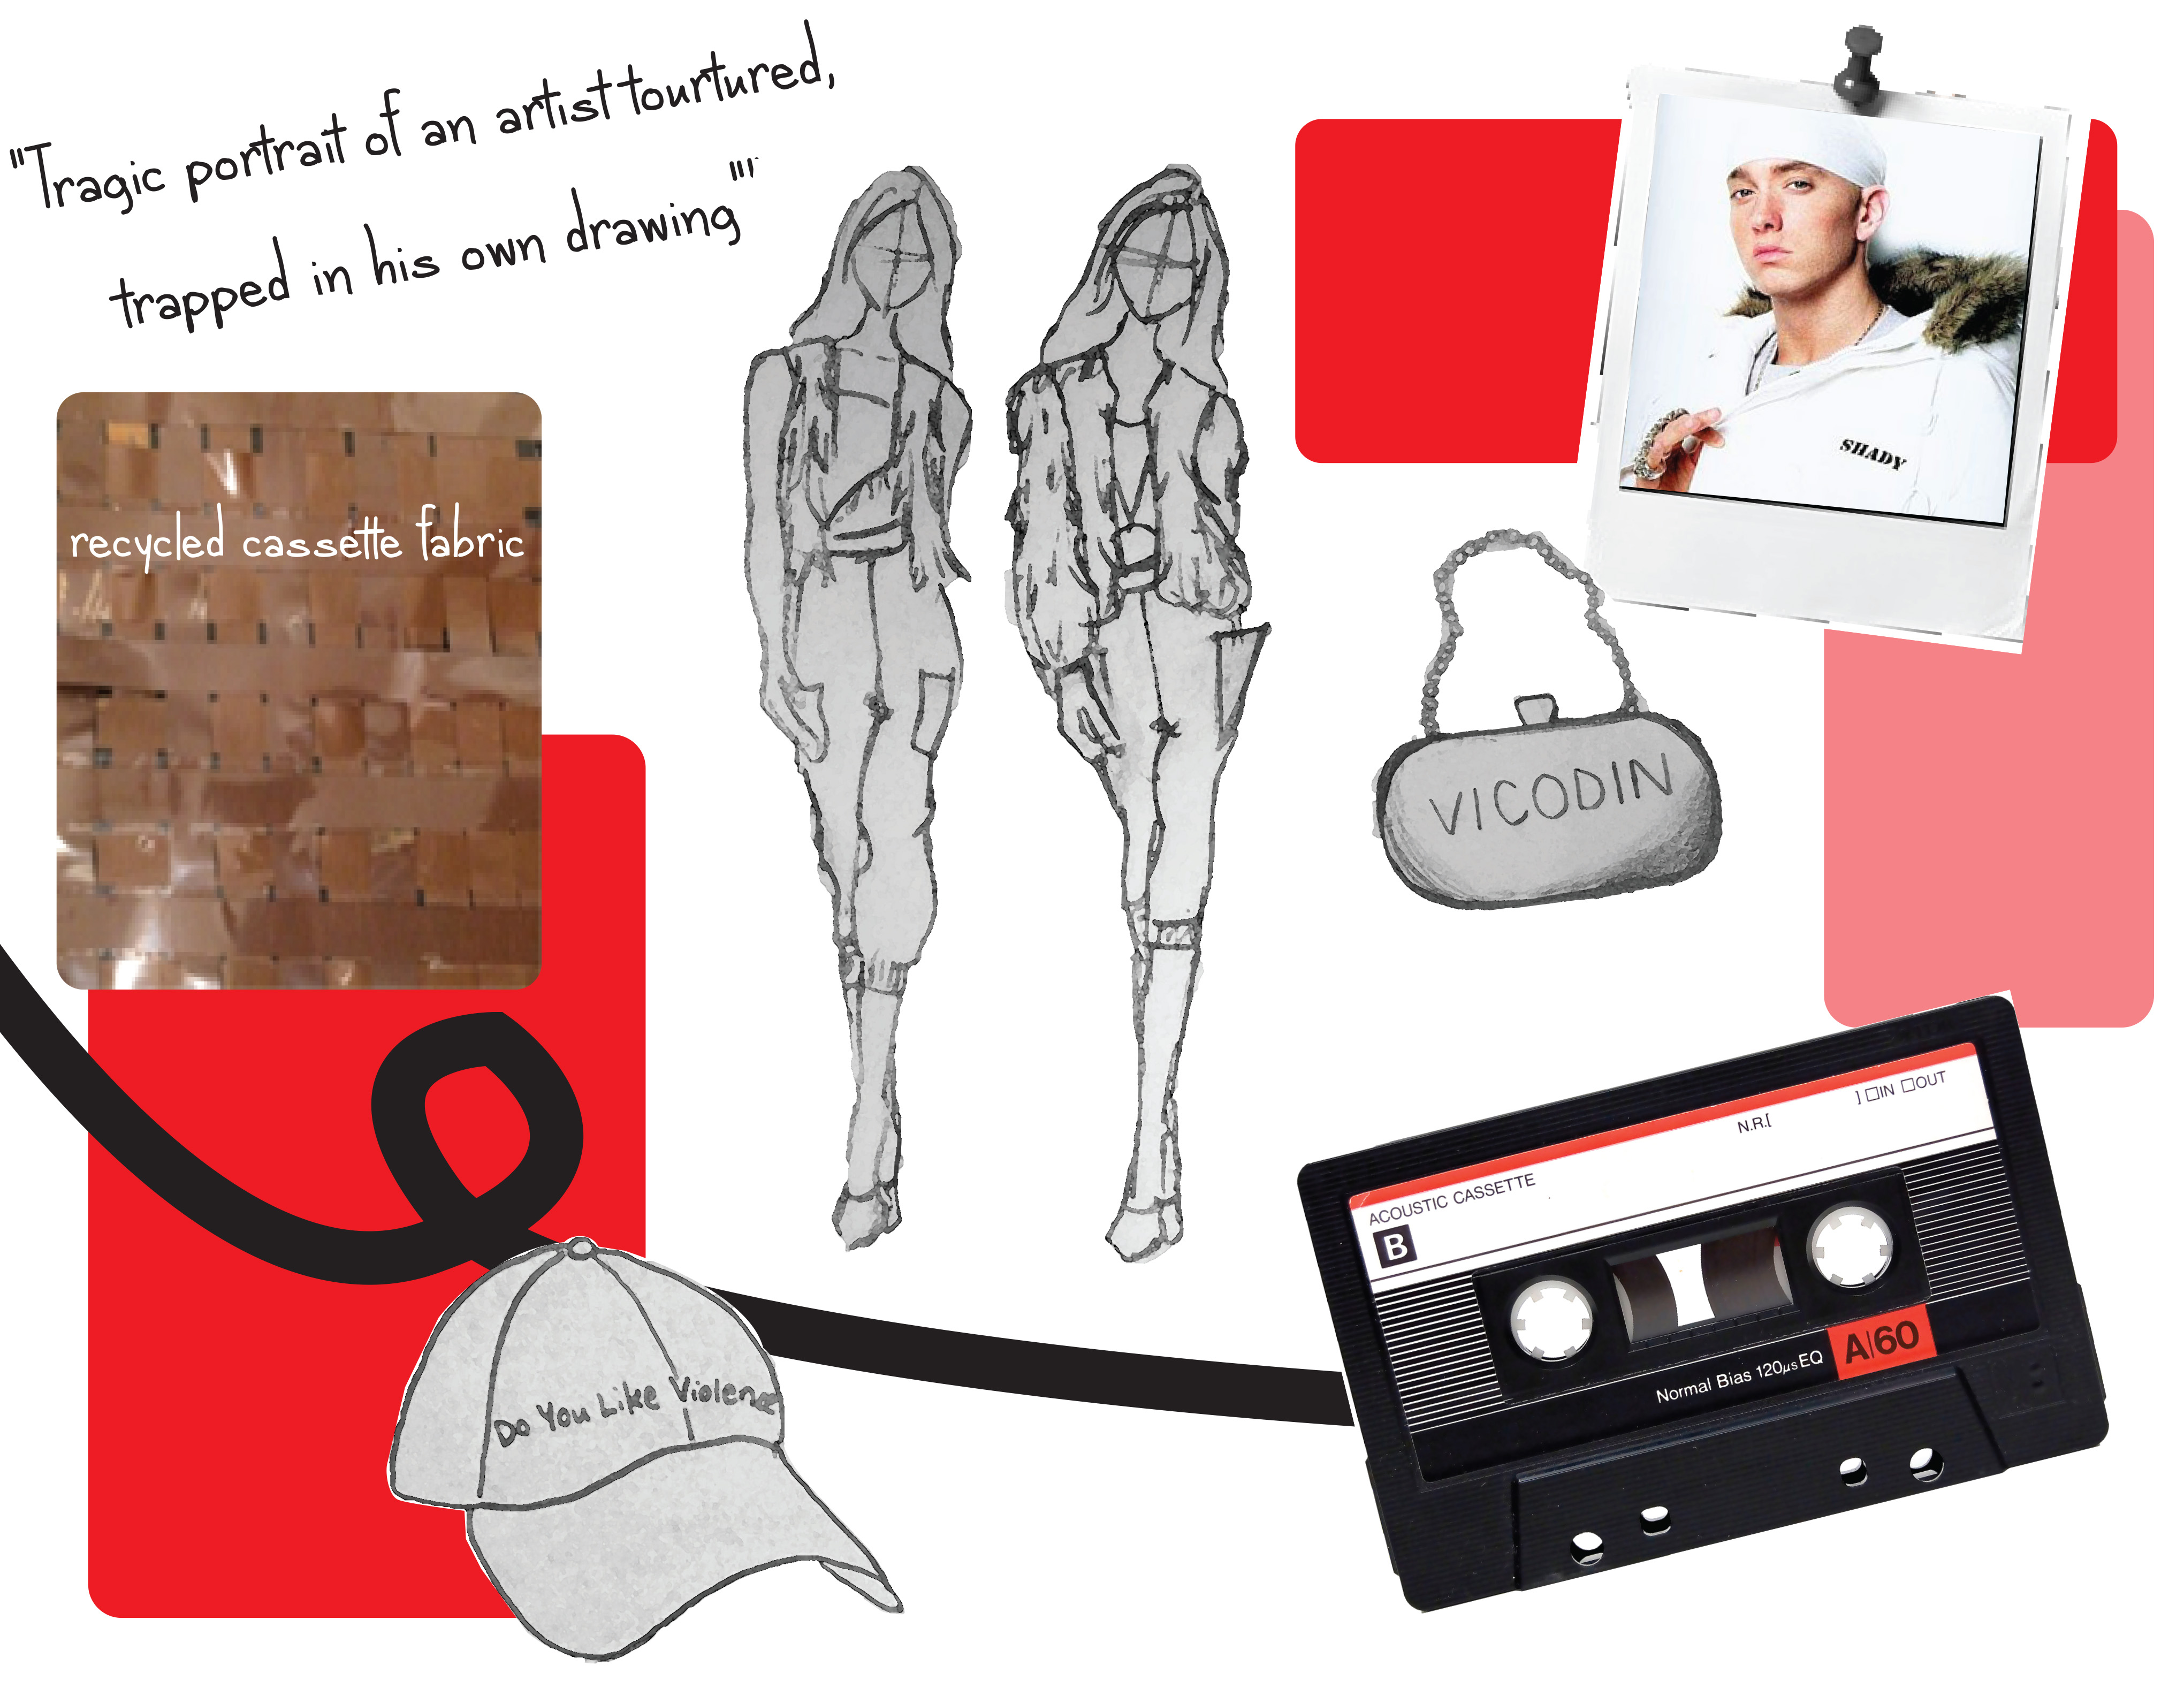 "Tragic portrait of an artist tourtured,
trapped in his own drawing"""
recycled cassette fabric
SHADY
VICODIN
Do You Like Violence
ACOUSTIC CASSETTE
B
N.R.[
] □IN □OUT
Normal Bias 120µs EQ
A|60